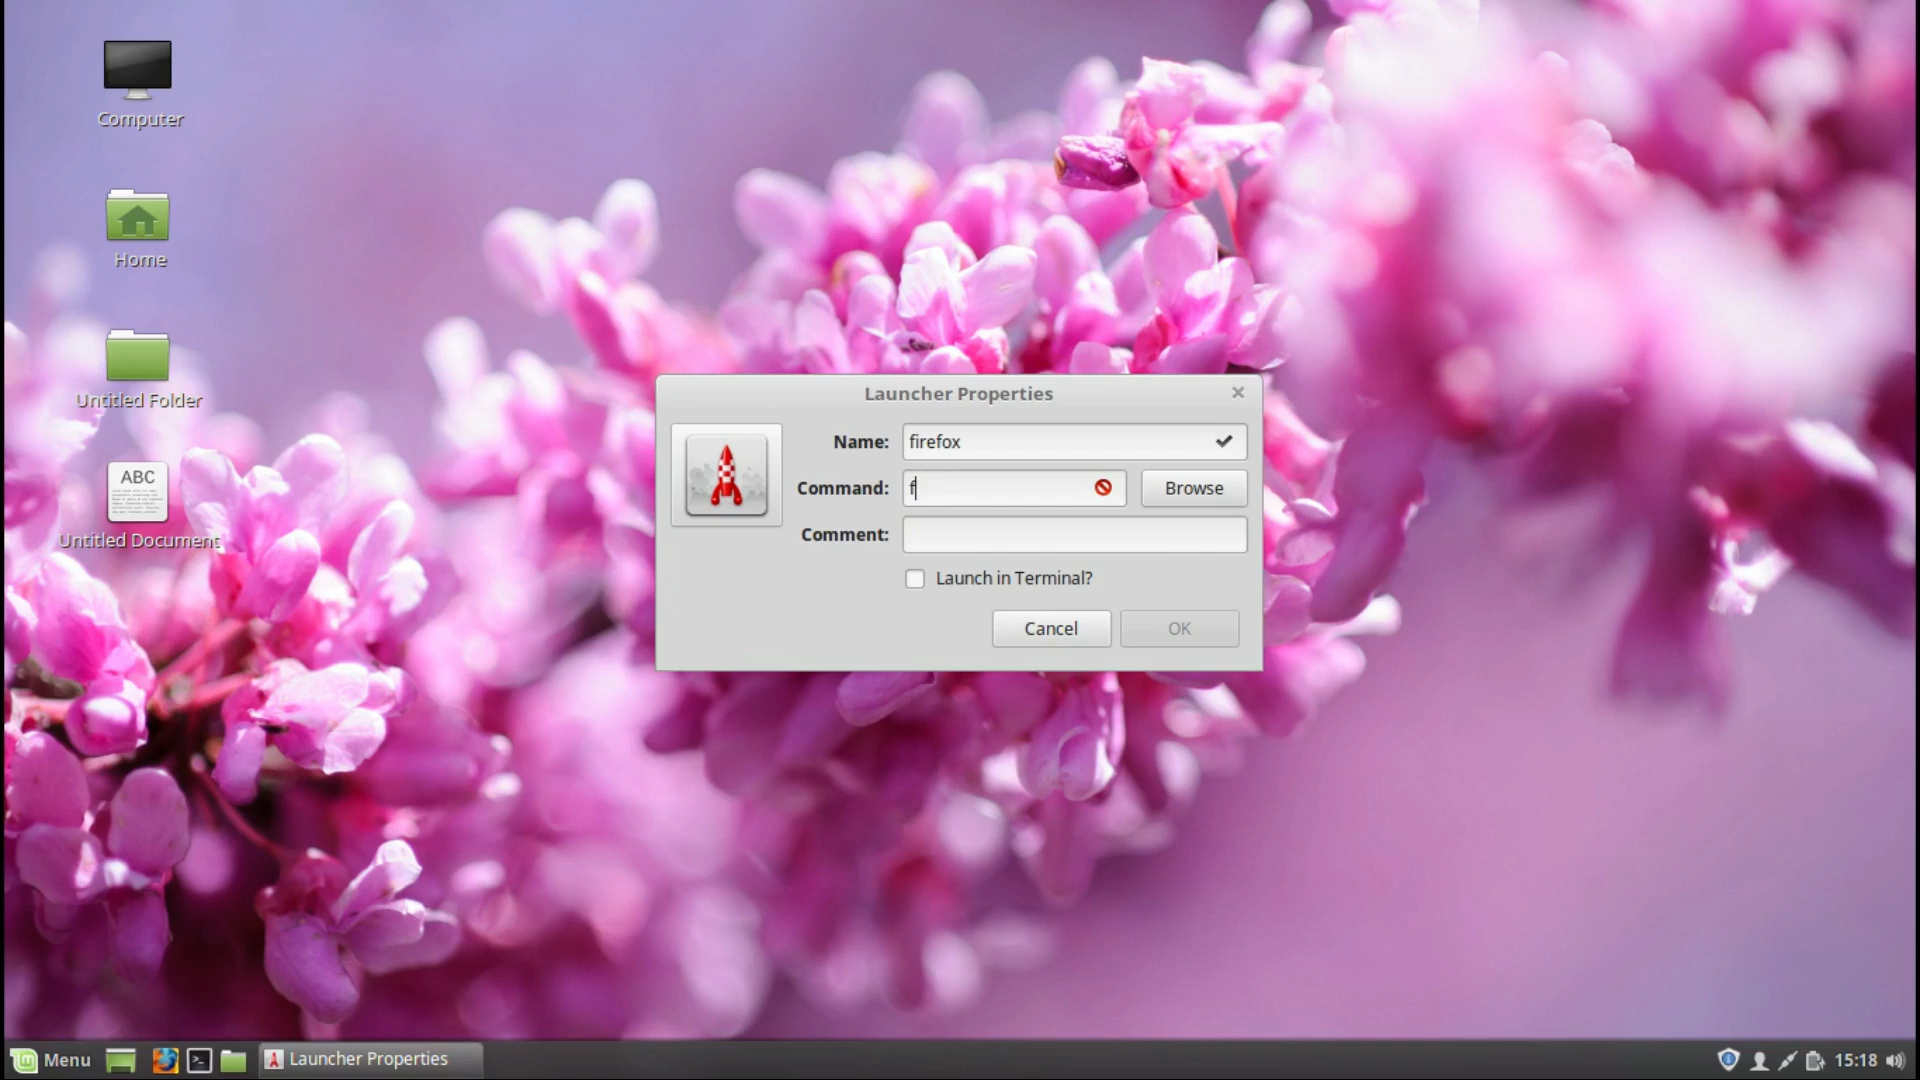 Computer
Home
Untitled Folder
ABC
Untitled Document
Launcher Properties
Name: firefox
Command: f Browse
Comment:
Launch in Terminal?
Cancel OK
Menu Launcher Properties 15:18